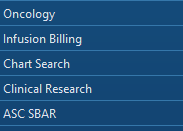 Oncology
Infusion Billing
Chart Search
Clinical Research
ASC SBAR